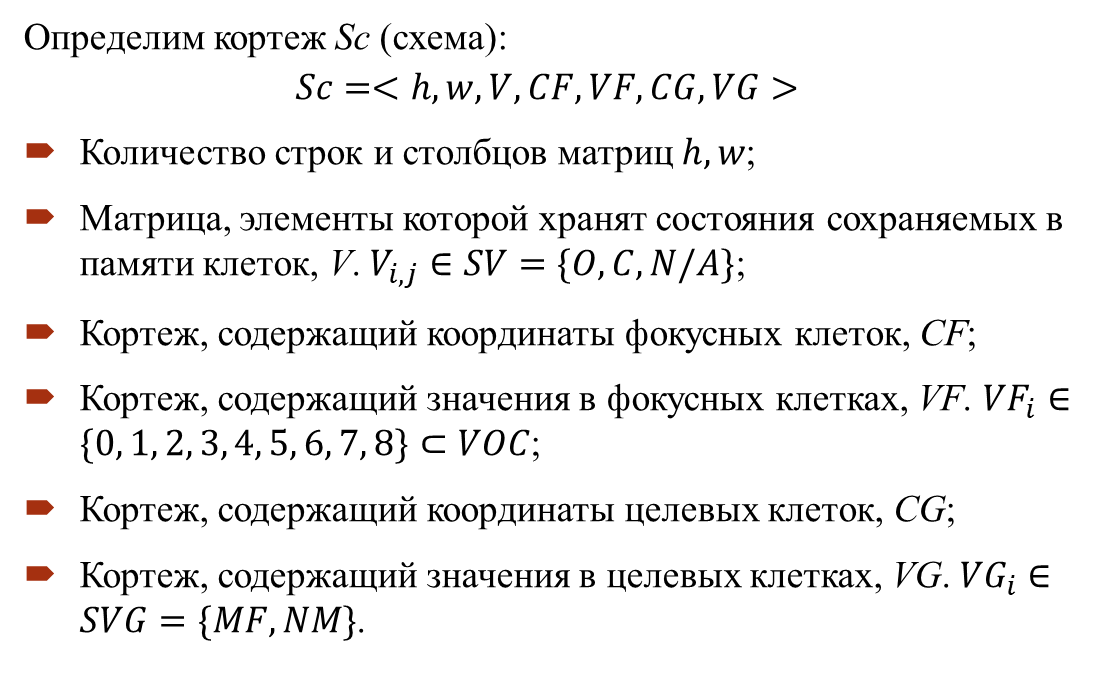 Определим кортеж Sc (схема):
Sc =< h, w, V, CF, VF, CG, VG >
Количество строк и столбцов матриц h, w;
Матрица, элементы которой хранят состояния сохраняемых в
памяти клеток, V. V_{i,j} ∈ SV = {O, C, N/A};
Кортеж, содержащий координаты фокусных клеток, CF;
Кортеж, содержащий значения в фокусных клетках, VF. VF_i ∈
{0, 1, 2, 3, 4, 5, 6, 7, 8} ⊂ VOC;
Кортеж, содержащий координаты целевых клеток, CG;
Кортеж, содержащий значения в целевых клетках, VG. VG_i ∈
SVG = {MF, NM}.